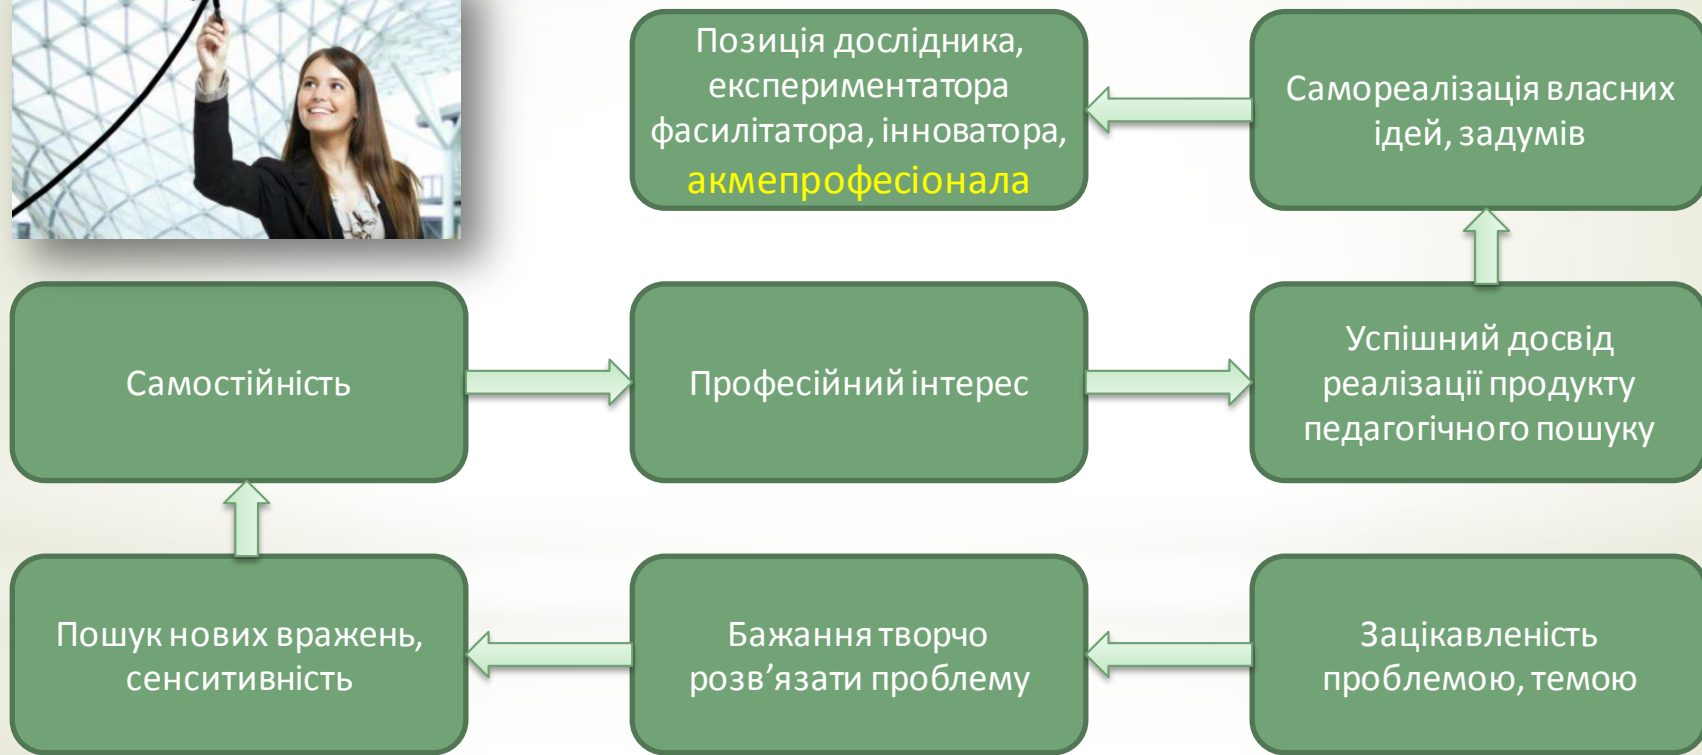 Позиція дослідника,
експериментатора
фасилітатора, інноватора,
акмепрофесіонала
Самореалізація власних
ідей, задумів
Самостійність
Професійний інтерес
Успішний досвід
реалізації продукту
педагогічного пошуку
Пошук нових вражень,
сенситивність
Бажання творчо
розв’язати проблему
Зацікавленість
проблемою, темою